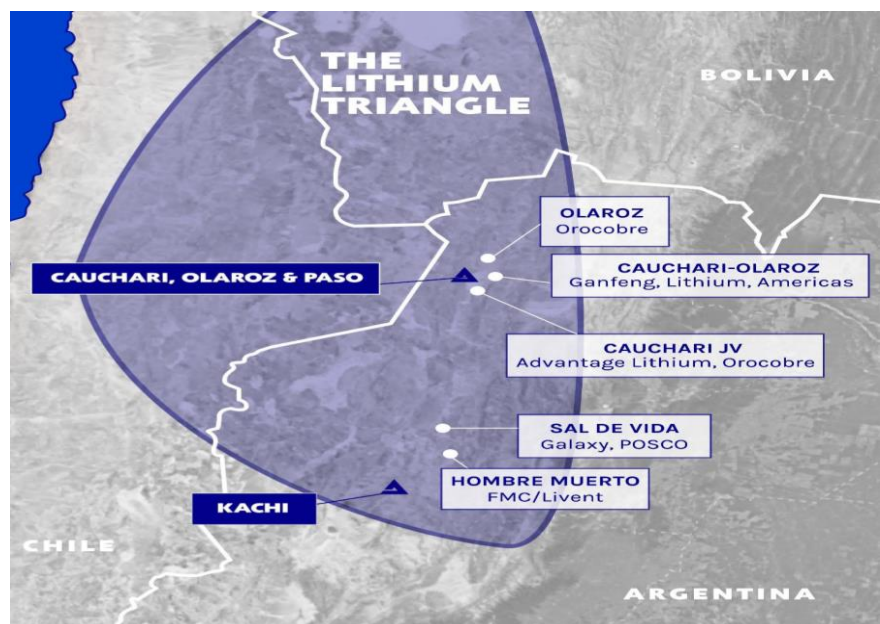 THE
LITHIUM
TRIANGLE
BOLIVIA
OLAROZ
Orocobre
CAUCHARI, OLAROZ & PASO
CAUCHARI-OLAROZ
Ganfeng, Lithium, Americas
CAUCHARI JV
Advantage Lithium, Orocobre
SAL DE VIDA
Galaxy, POSCO
HOMBRE MUERTO
FMC/Livent
KACHI
CHILE
ARGENTINA